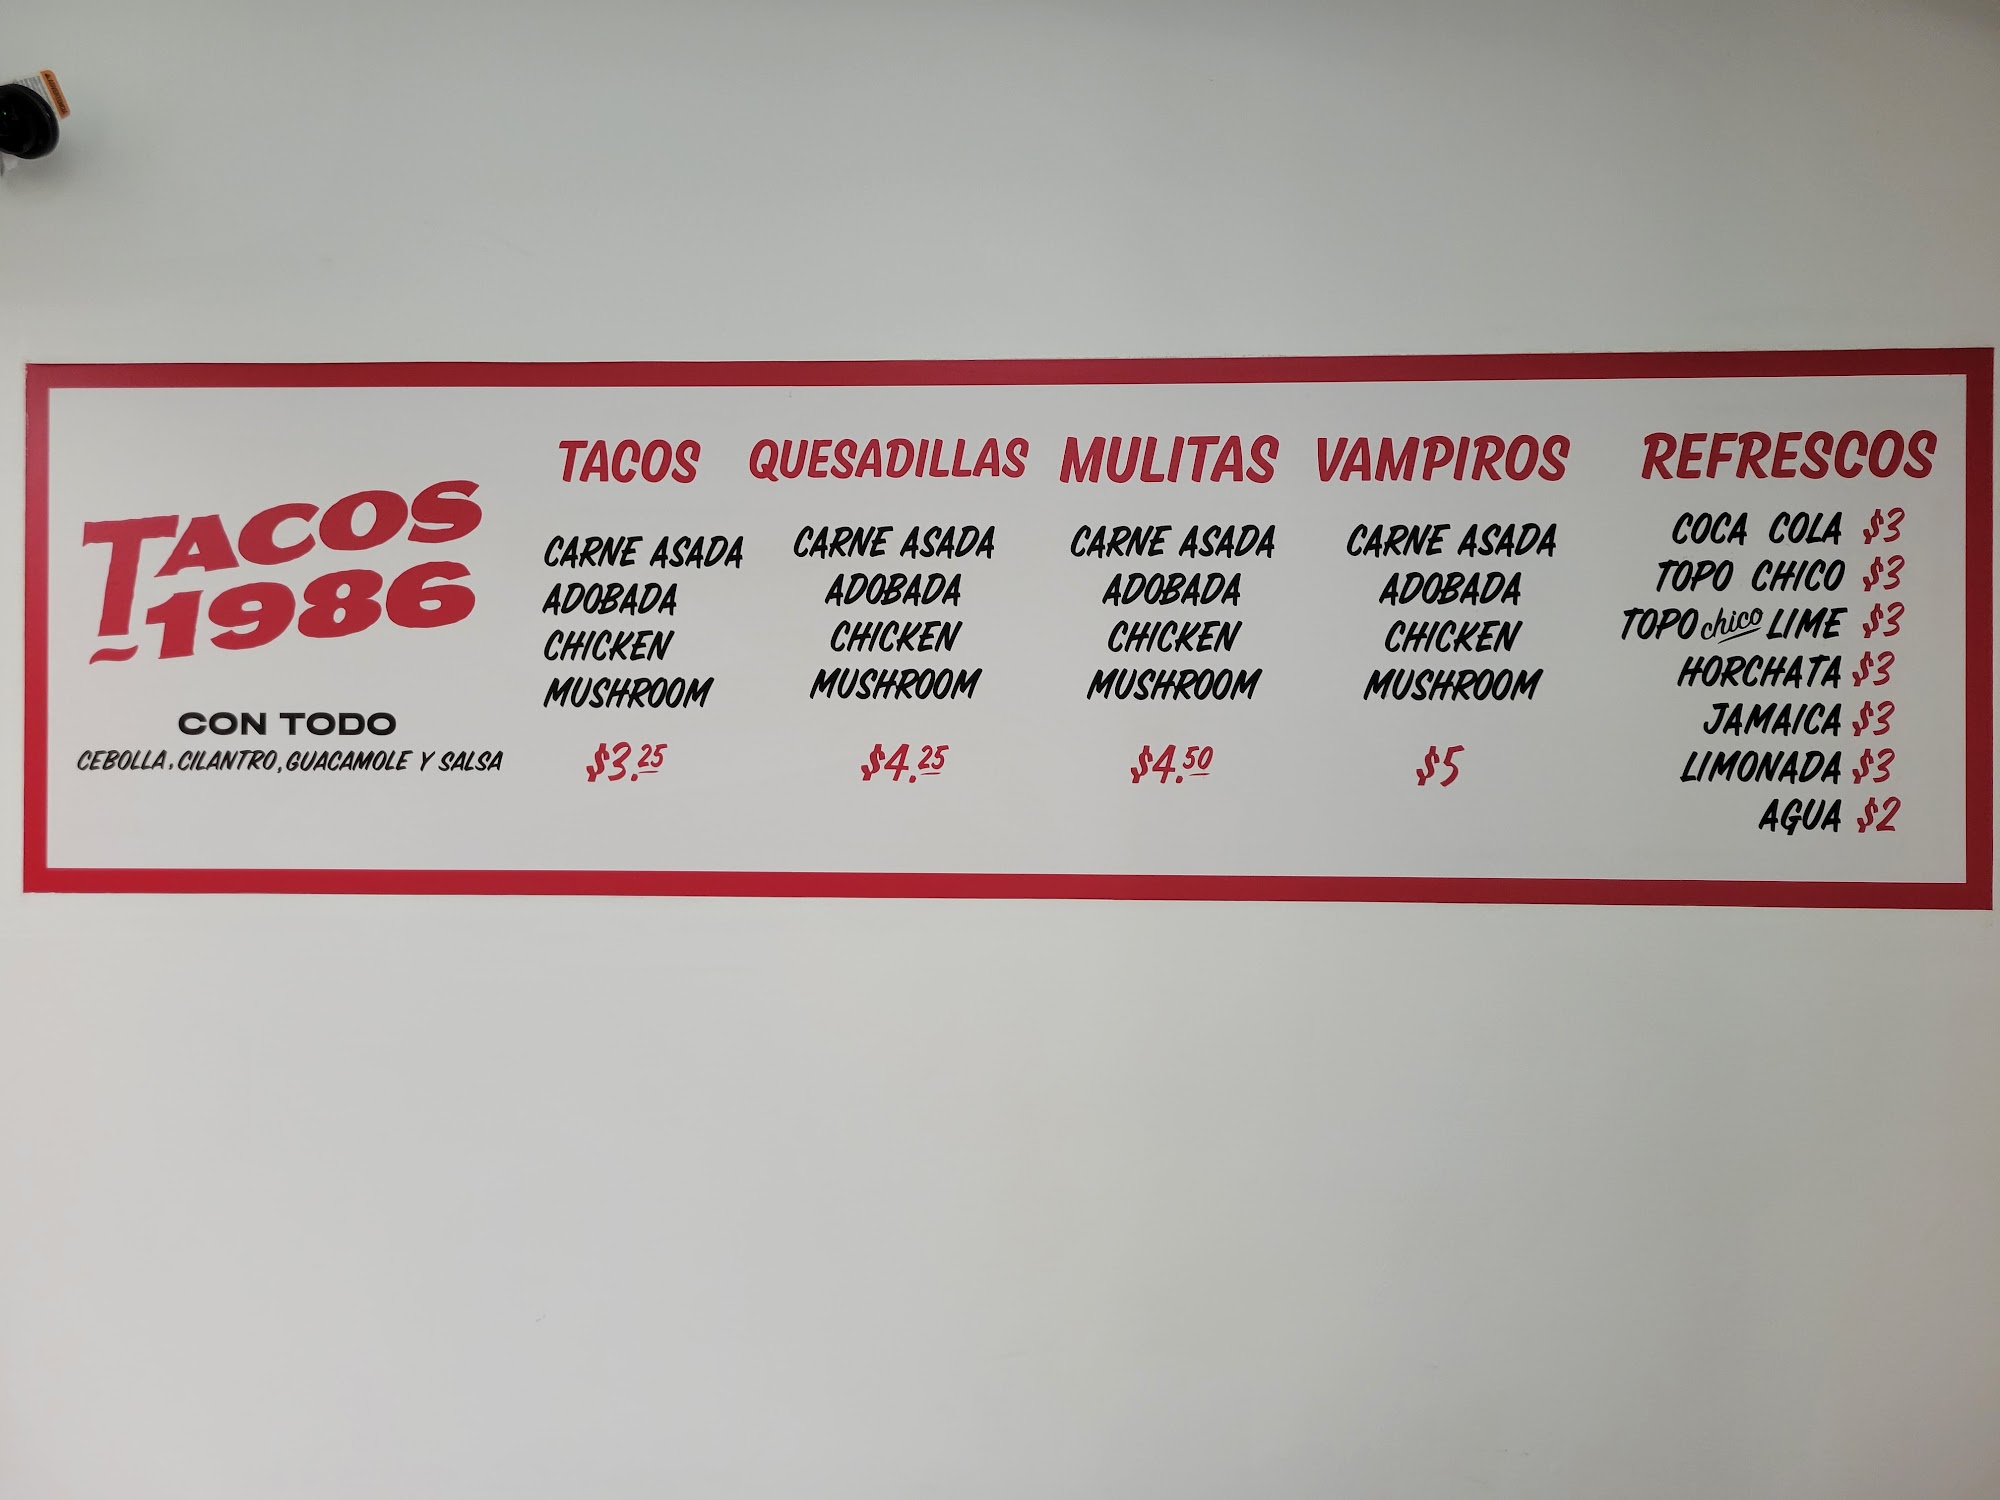 TACOS
1986
CON TODO
CEBOLLA, CILANTRO, GUACAMOLE Y SALSA
TACOS
CARNE ASADA
ADOBADA
CHICKEN
MUSHROOM
$3.25
QUESADILLAS
CARNE ASADA
ADOBADA
CHICKEN
MUSHROOM
$4.25
MULITAS
CARNE ASADA
ADOBADA
CHICKEN
MUSHROOM
$4.50
VAMPIROS
CARNE ASADA
ADOBADA
CHICKEN
MUSHROOM
$5
REFRESCOS
COCA COLA $3
TOPO CHICO $3
TOPO chico LIME $3
HORCHATA $3
JAMAICA $3
LIMONADA $3
AGUA $2